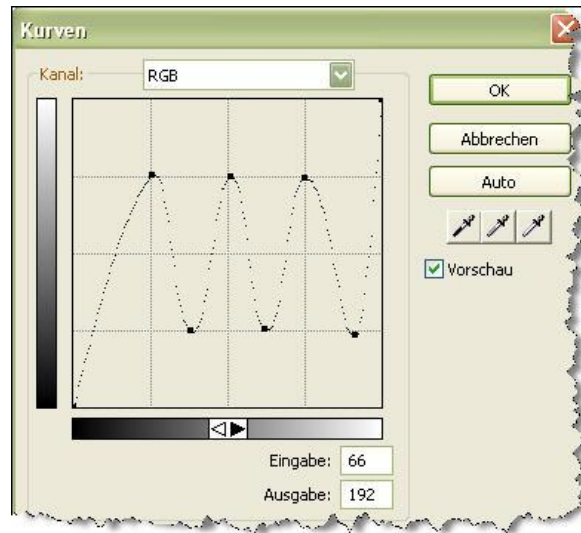 Kurven
Kanal: RGB
OK
Abbrechen
Auto
Vorschau
Eingabe: 66
Ausgabe: 192